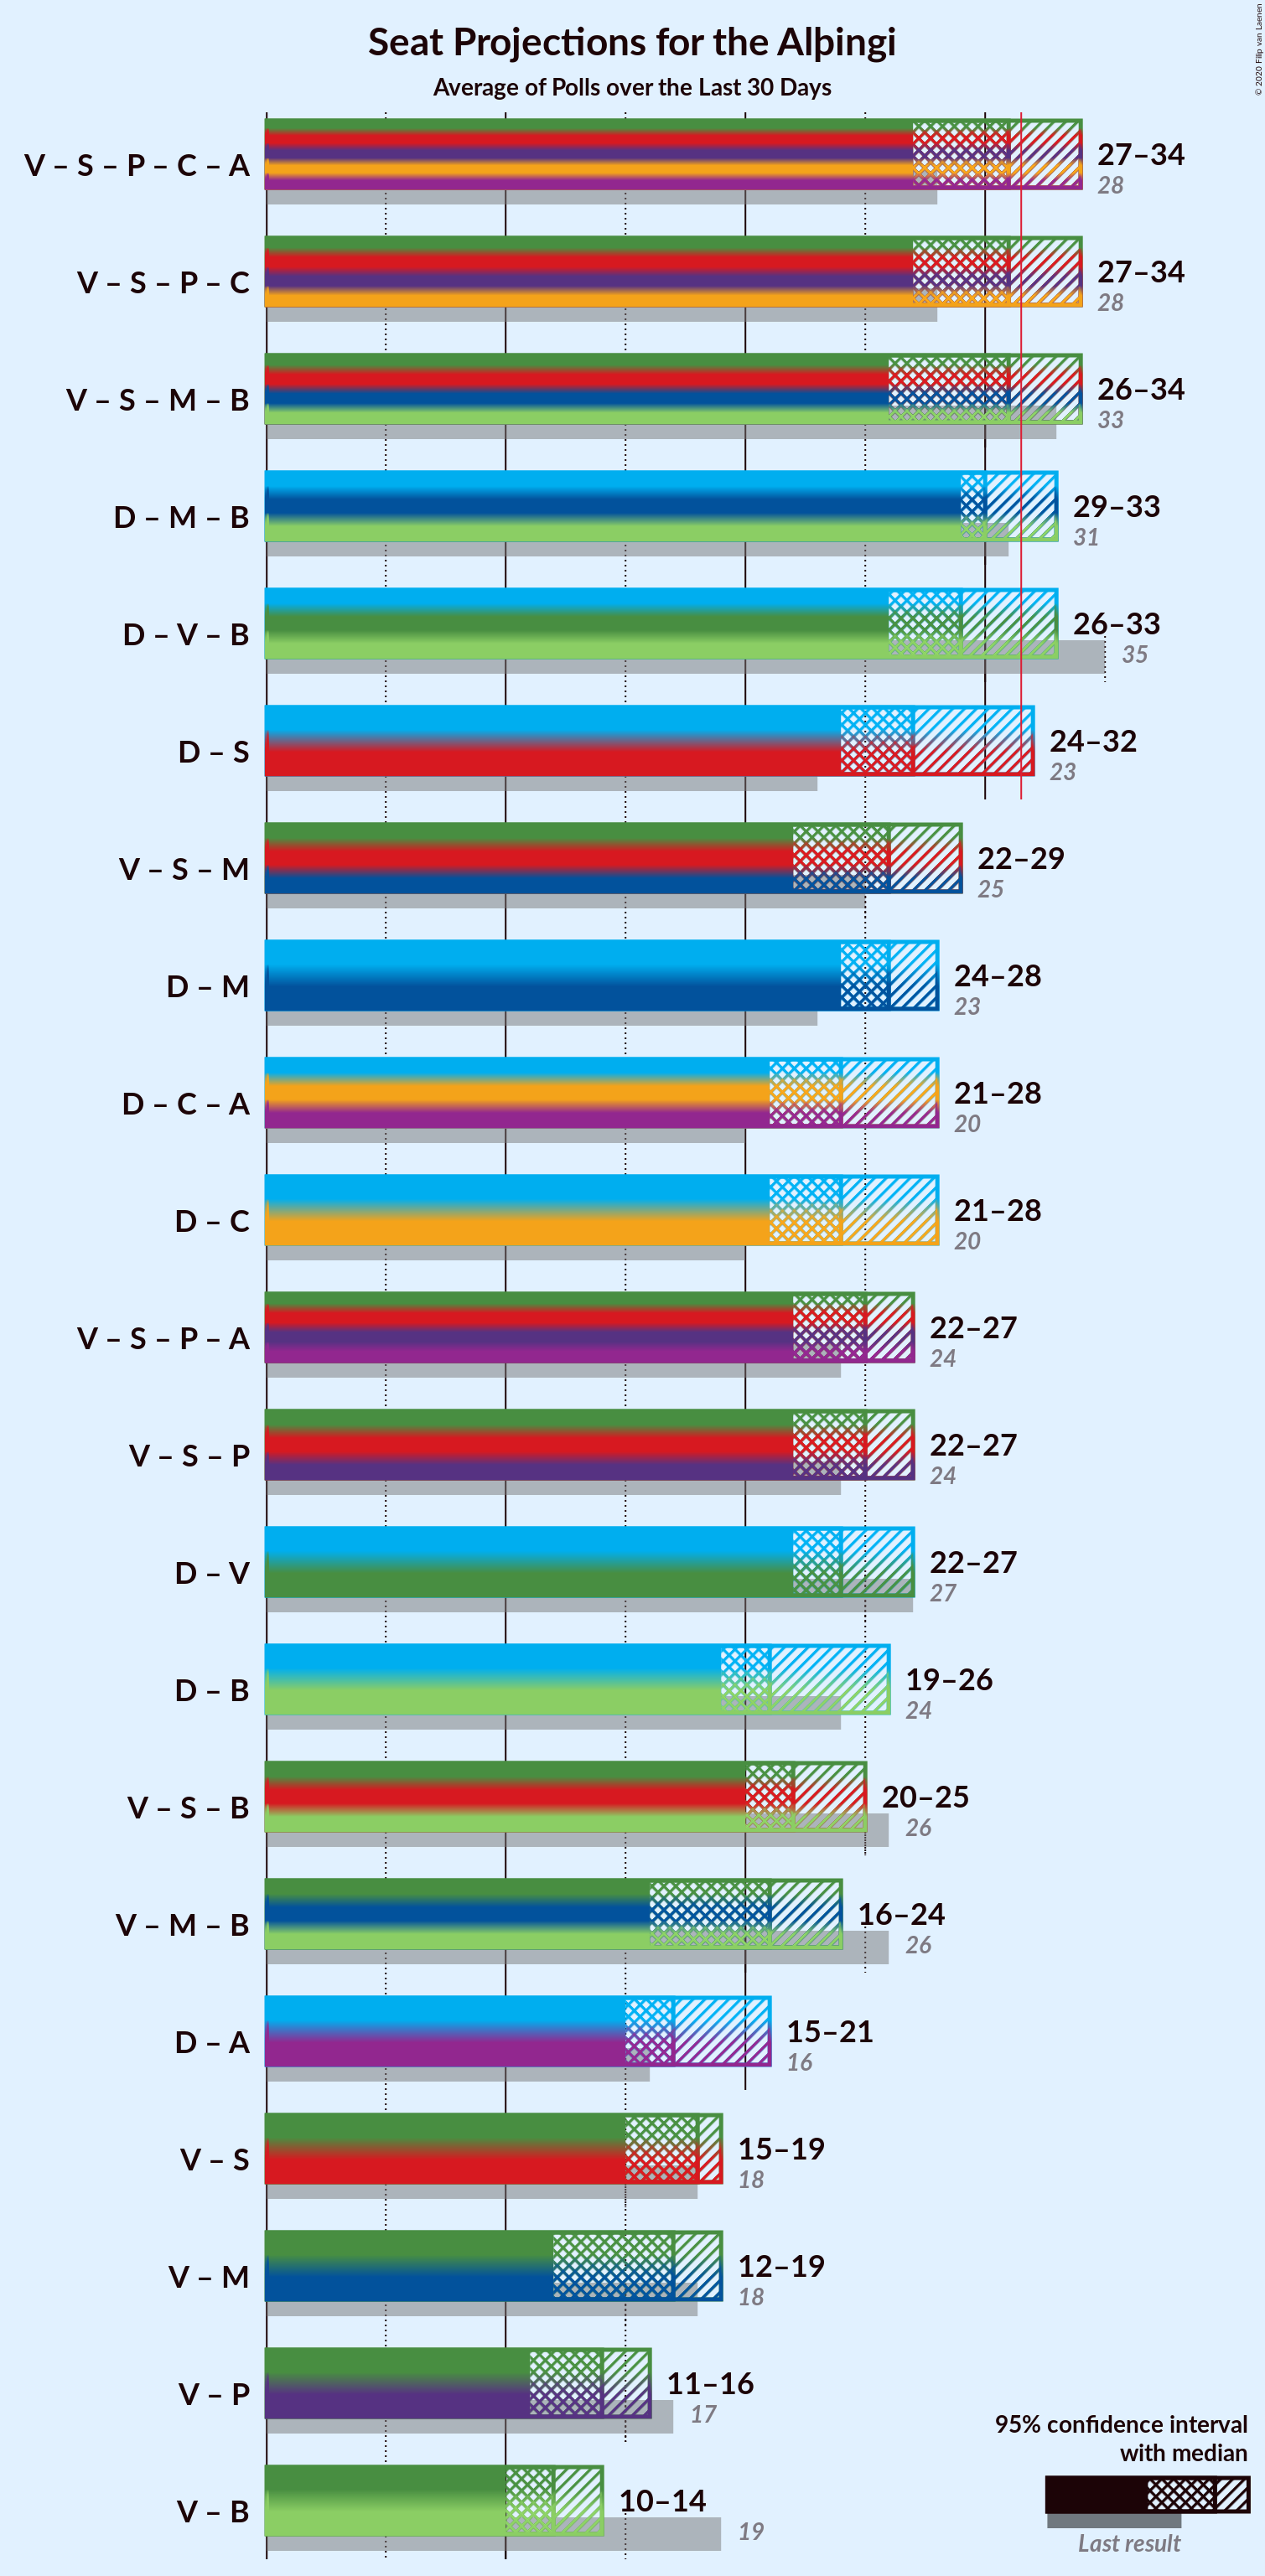 © 2020 Filip van Laenen
Seat Projections for the Alþingi
Average of Polls over the Last 30 Days
V – S – P – C – A
27–34
28
V – S – P – C
27–34
28
V – S – M – B
26–34
33
D – M – B
29–33
31
D – V – B
26–33
35
D – S
24–32
23
V – S – M
22–29
25
D – M
24–28
23
D – C – A
21–28
20
D – C
21–28
20
V – S – P – A
22–27
24
V – S – P
22–27
24
D – V
22–27
27
D – B
19–26
24
V – S – B
20–25
26
V – M – B
16–24
26
D – A
15–21
16
V – S
15–19
18
V – M
12–19
18
V – P
11–16
17
V – B
10–14
19
95% confidence interval
with median
Last result